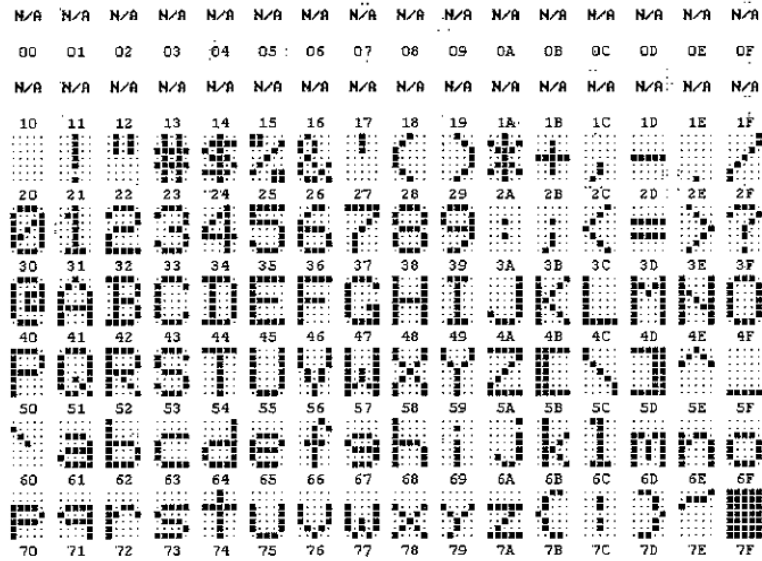 N/A N/A N/A N/A N/A N/A N/A N/A N/A N/A N/A N/A N/A N/A N/A N/A
00 01 02 03 04 05 06 07 08 09 0A 0B 0C 0D 0E 0F
N/A N/A N/A N/A N/A N/A N/A N/A N/A N/A N/A N/A N/A N/A N/A N/A
10 11 12 13 14 15 16 17 18 19 1A 1B 1C 1D 1E 1F
! " # $ % & ' ( ) * + , - . /
20 21 22 23 24 25 26 27 28 29 2A 2B 2C 2D 2E 2F
0 1 2 3 4 5 6 7 8 9 : ; < = > ?
30 31 32 33 34 35 36 37 38 39 3A 3B 3C 3D 3E 3F
@ A B C D E F G H I J K L M N O
40 41 42 43 44 45 46 47 48 49 4A 4B 4C 4D 4E 4F
P Q R S T U V W X Y Z [ \ ] ^ _
50 51 52 53 54 55 56 57 58 59 5A 5B 5C 5D 5E 5F
` a b c d e f g h i j k l m n o
60 61 62 63 64 65 66 67 68 69 6A 6B 6C 6D 6E 6F
p q r s t u v w x y z { | }
70 71 72 73 74 75 76 77 78 79 7A 7B 7C 7D 7E 7F